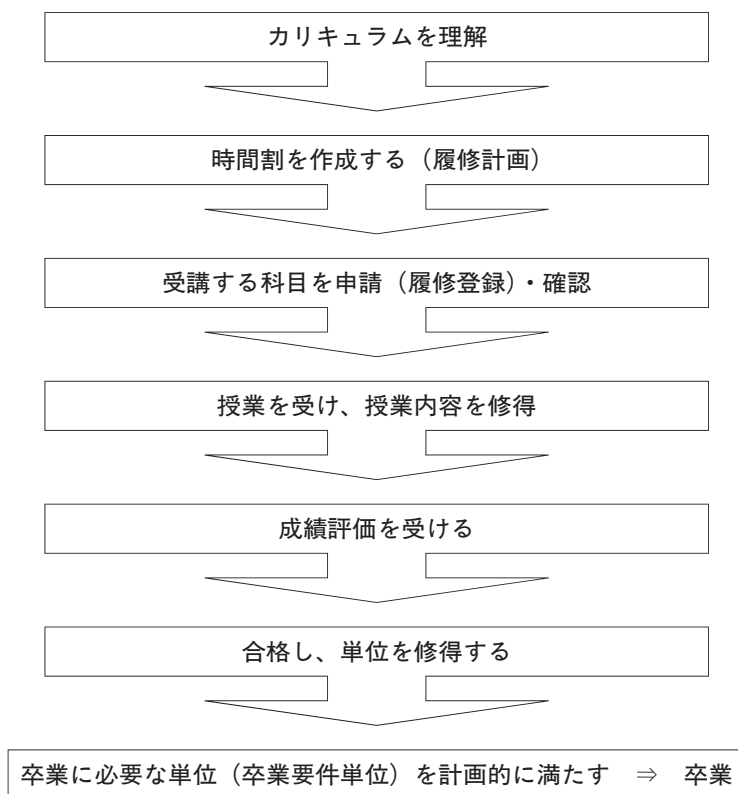 カリキュラムを理解
時間割を作成する（履修計画）
受講する科目を申請（履修登録）・確認
授業を受け、授業内容を修得
成績評価を受ける
合格し、単位を修得する
卒業に必要な単位（卒業要件単位）を計画的に満たす　⇒　卒業